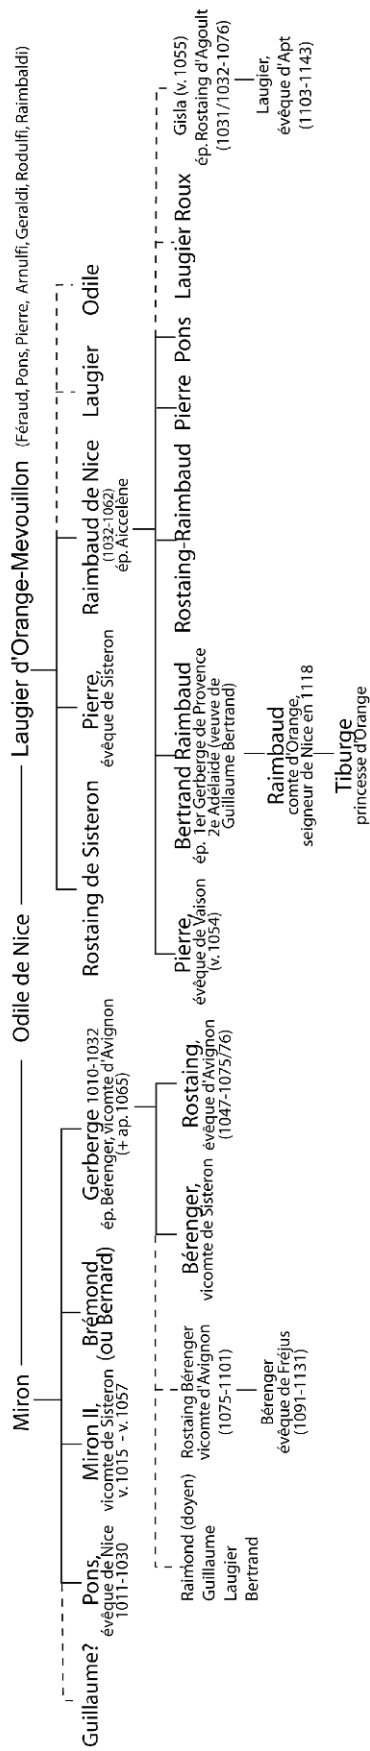 Miron
Odile de Nice
Laugier d'Orange-Mevouillon (Féraud, Pons, Pierre, Arnulfi, Geraldi, Rodulfi, Raimbaldi)
Guillaume?
Pons,
évêque de Nice
1011-1030
Miron II,
vicomte de Sisteron
v.1015 - v.1057
Brémond
(ou Bernard)
Gerberge 1010-1032
ép. Bérenger, vicomte d'Avignon
(+ ap.1065)
Rostaing de Sisteron
Pierre,
évêque de Sisteron
Raimbaud de Nice
(1032-1062)
ép. Aiccelène
Laugier
Odile
Raimond (doyen)
Guillaume
Laugier
Bertrand
Rostaing Bérenger
vicomte d'Avignon
(1075-1101)
Bérenger
évêque de Fréjus
(1091-1131)
Bérenger,
vicomte de Sisteron
Rostaing,
évêque d'Avignon
(1047-1075/76)
Pierre,
évêque de Vaison
(v.1054)
Bertrand Raimbaud
ép. 1er Gerberge de Provence
2e Adélaide (veuve de
Guillaume Bertrand)
Raimbaud
comte d'Orange,
seigneur de Nice en 1118
Tiburge
princesse d'Orange
Rostaing-Raimbaud
Pierre
Pons
Laugier Roux
Gisla (v.1055)
ép. Rostaing d'Agoult
(1031/1032-1076)
Laugier,
évêque d'Apt
(1103-1143)